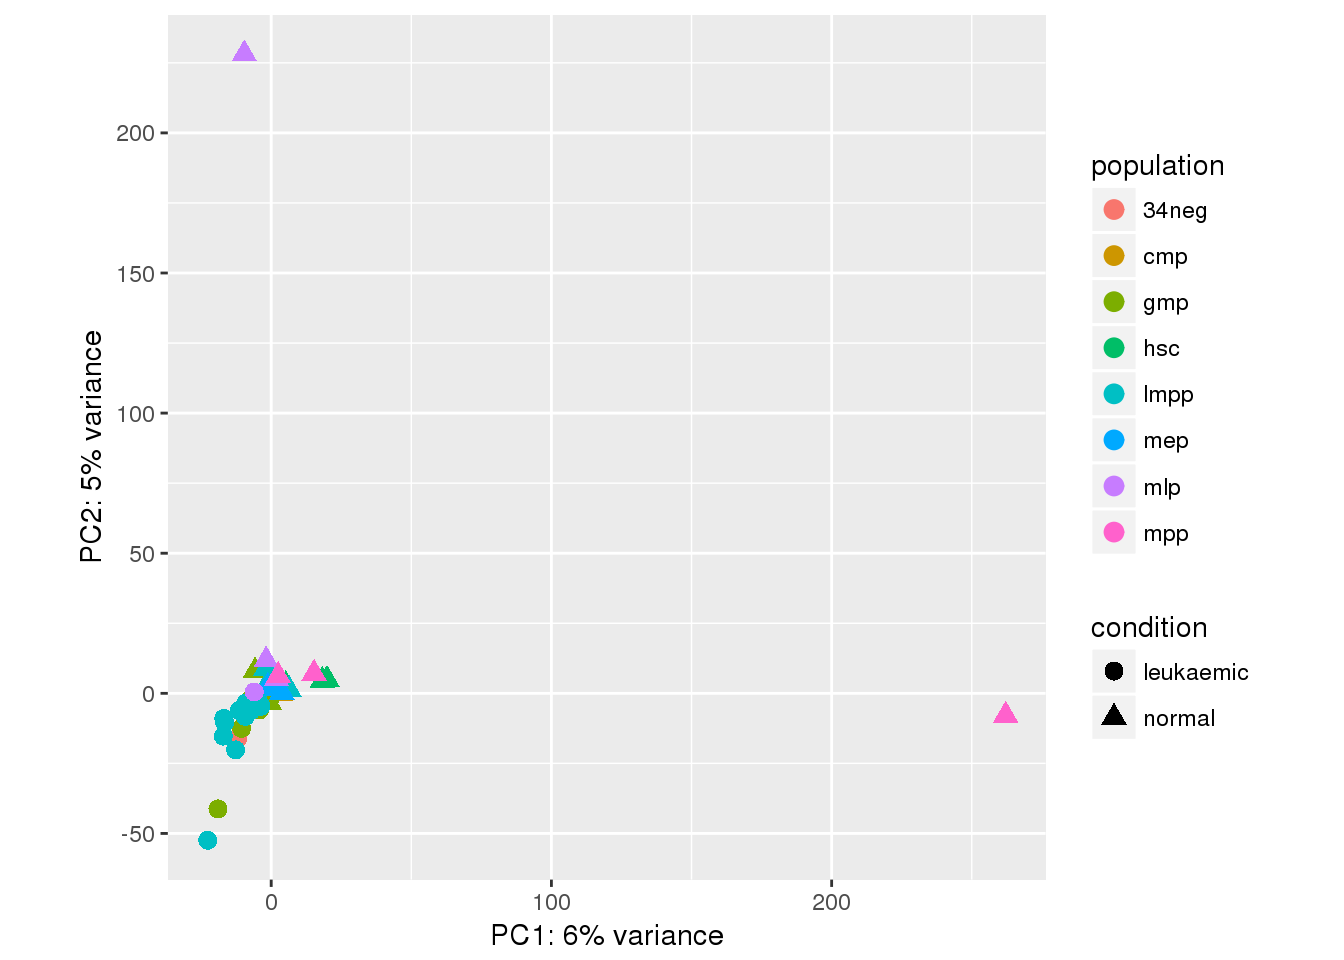 200
150
100
50
0
-50
PC2: 5% variance
0
100
200
PC1: 6% variance
population
34neg
cmp
gmp
hsc
lmpp
mep
mlp
mpp
condition
leukaemic
normal